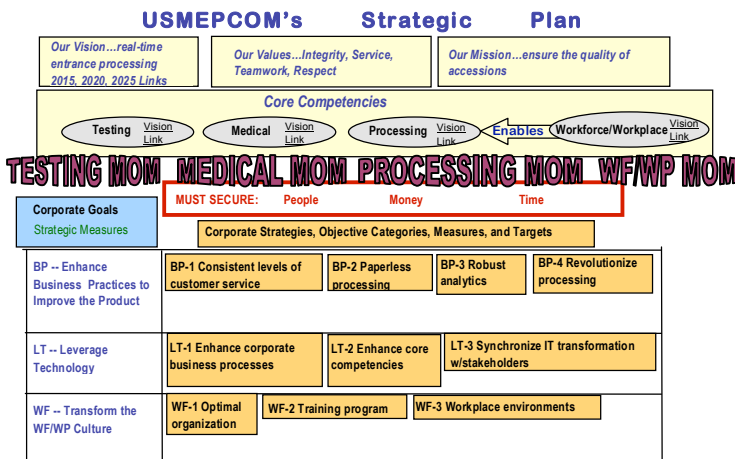 USMEPCOM's Strategic Plan
Our Vision…real-time
entrance processing
2015, 2020, 2025 Links
Our Values…Integrity, Service,
Teamwork, Respect
Our Mission…ensure the quality of
accessions
Core Competencies
Testing Vision
Link
Medical Vision
Link
Processing Vision
Link
Enables
Workforce/Workplace Vision
Link
TESTING MOM MEDICAL MOM PROCESSING MOM WF/WP MOM
MUST SECURE: People Money Time
Corporate Goals
Strategic Measures
Corporate Strategies, Objective Categories, Measures, and Targets
BP -- Enhance
Business Practices to
Improve the Product
BP-1 Consistent levels of
customer service
BP-2 Paperless
processing
BP-3 Robust
analytics
BP-4 Revolutionize
processing
LT -- Leverage
Technology
LT-1 Enhance corporate
business processes
LT-2 Enhance core
competencies
LT-3 Synchronize IT transformation
w/stakeholders
WF -- Transform the
WF/WP Culture
WF-1 Optimal
organization
WF-2 Training program
WF-3 Workplace environments